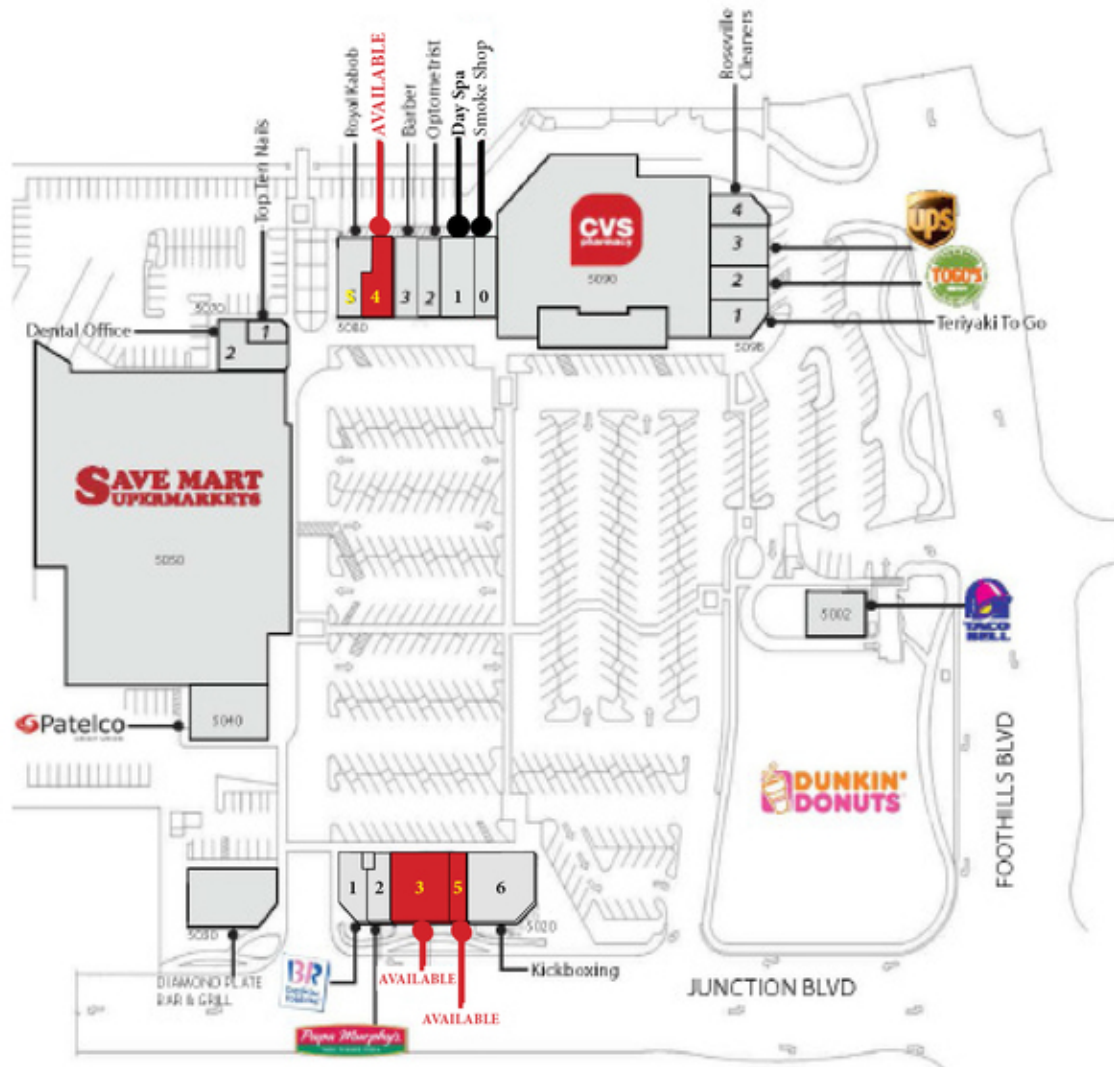 Royal Kabob
AVAILABLE
Barber
Optometrist
Day Spa
Smoke Shop
Roseville
Cleaners
Top Ten Nails
CVS
pharmacy
5090
4
3
2
1
ups
TOGO'S
Teriyaki To Go
5
4
3
2
1
0
5070
Dental Office
1
2
SAVE MART
SUPERMARKETS
5050
5002
TACO
BELL
Patelco
5040
DUNKIN'
DONUTS
FOOTHILLS BLVD
1
2
3
5
6
5020
DIAMOND PLATE
BAR & GRILL
BR
AVAILABLE
Kickboxing
AVAILABLE
Papa Murphy's
JUNCTION BLVD